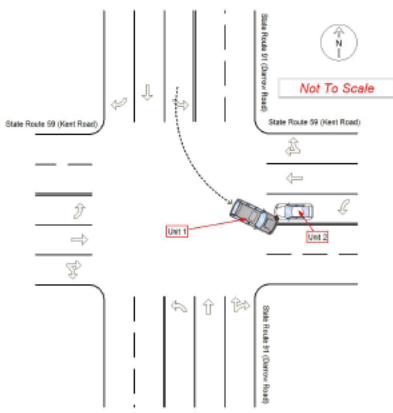 State Route 91 (Darrow Road)
N
Not To Scale
State Route 59 (Kent Road)
State Route 59 (Kent Road)
Unit 1
Unit 2
State Route 91 (Darrow Road)